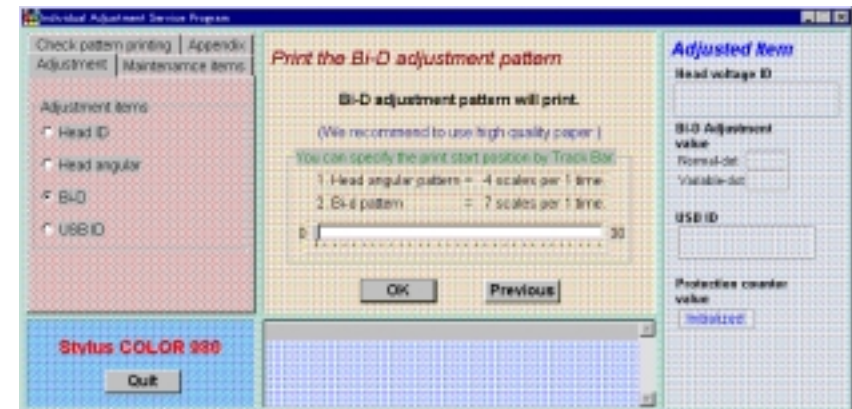 Individual Adjustment Service Program
Check pattern printing
Appendix
Adjustment
Maintenamce items
Adjustment items
Head ID
Head angular
Bi-D
USB ID
Stylus COLOR 980
Quit
Print the Bi-D adjustment pattern
Bi-D adjustment pattern will print.
(We recommend to use high quality paper )
You can specify the print start position by Track Bar.
1. Head angular pattern = 4 scales per 1 time.
2. Bi-d pattern = 7 scales per 1 time.
0
30
OK
Previous
Adjusted Item
Head voltage ID
Bi-D Adjustment
value
Normal-dot
Variable-dot
USB ID
Protection counter
value
Initialized